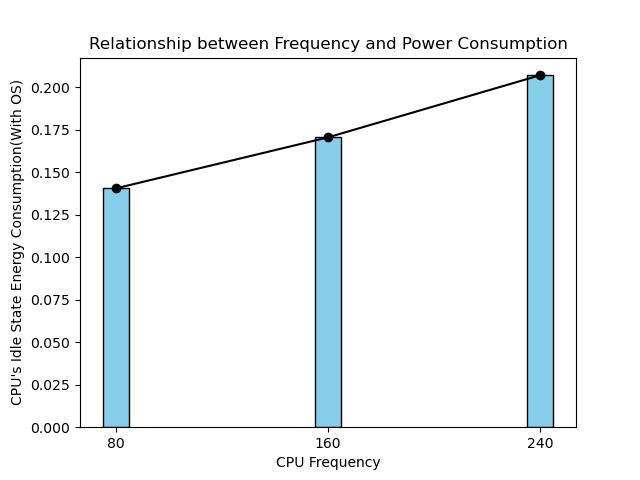 Relationship between Frequency and Power Consumption
CPU's Idle State Energy Consumption(With OS)
0.200
0.175
0.150
0.125
0.100
0.075
0.050
0.025
0.000
80 160 240
CPU Frequency